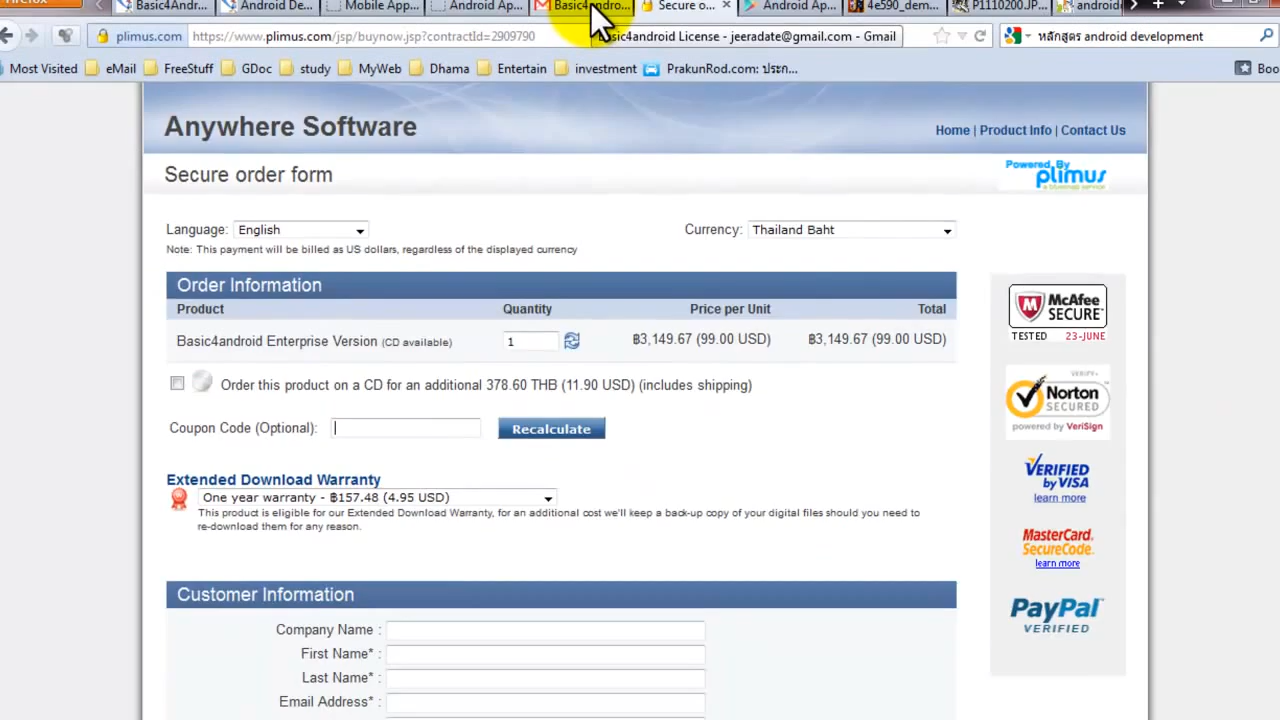 Firefox
Basic4Andr...
Android De...
Mobile App...
Android Ap...
Basic4andro...
Secure o...
Android Ap...
4e590_dem...
P1110200.JP...
android
plimus.com
https://www.plimus.com/jsp/buynow.jsp?contractId=2909790
asic4android License - jeeradate@gmail.com - Gmail
หลักสูตร android development
Most Visited
eMail
FreeStuff
GDoc
study
MyWeb
Dhama
Entertain
investment
PrakunRod.com: ประก...
Boo
Anywhere Software
Home | Product Info | Contact Us
Secure order form
Powered By
plimus
a bluesnap service
Language: English
Currency: Thailand Baht
Note: This payment will be billed as US dollars, regardless of the displayed currency
Order Information
Product Quantity Price per Unit Total
Basic4android Enterprise Version (CD available) 1 ฿3,149.67 (99.00 USD) ฿3,149.67 (99.00 USD)
Order this product on a CD for an additional 378.60 THB (11.90 USD) (includes shipping)
Coupon Code (Optional): Recalculate
Extended Download Warranty
One year warranty - ฿157.48 (4.95 USD)
This product is eligible for our Extended Download Warranty, for an additional cost we'll keep a back-up copy of your digital files should you need to
re-download them for any reason.
Customer Information
Company Name :
First Name* :
Last Name* :
Email Address* :
McAfee
SECURE™
TESTED 23-JUNE
VERIFY+
Norton
SECURED
powered by VeriSign
VERIFIED
by VISA
learn more
MasterCard.
SecureCode.
learn more
PayPal
VERIFIED